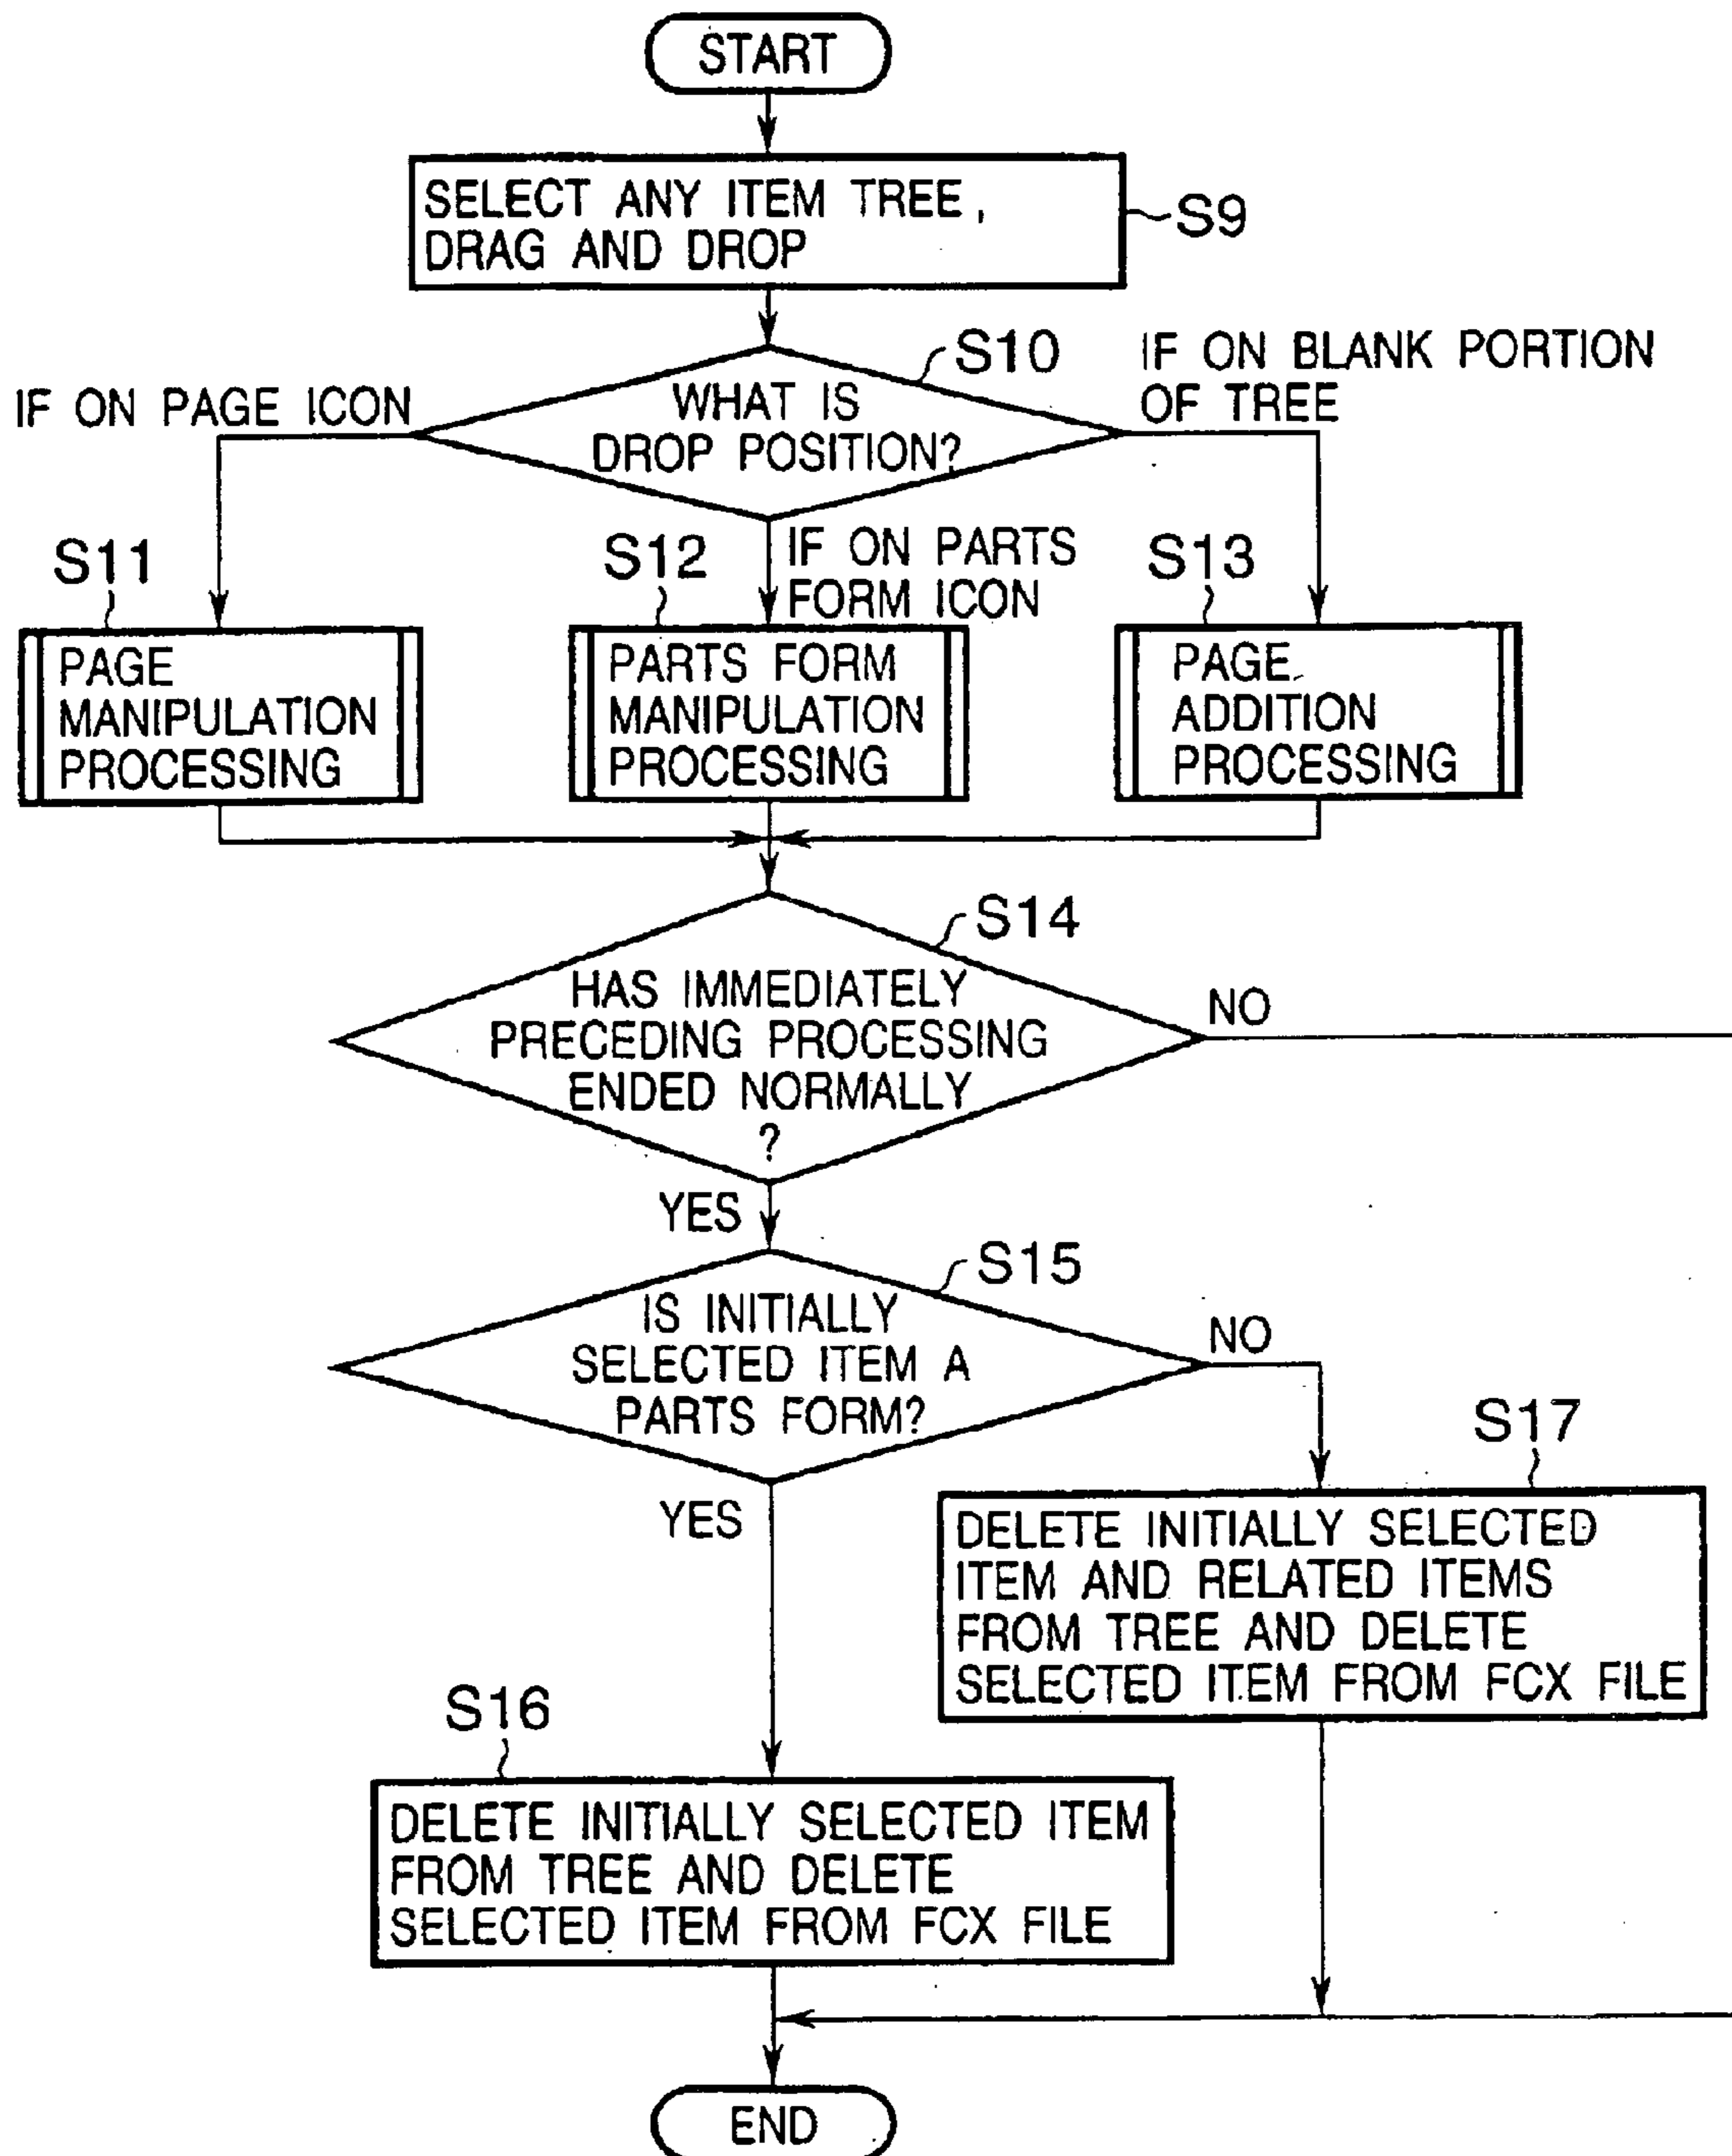 START
SELECT ANY ITEM TREE,
DRAG AND DROP
S9
S10
WHAT IS
DROP POSITION?
IF ON PAGE ICON
IF ON BLANK PORTION
OF TREE
IF ON PARTS
FORM ICON
S11
PAGE
MANIPULATION
PROCESSING
S12
PARTS FORM
MANIPULATION
PROCESSING
S13
PAGE
ADDITION
PROCESSING
S14
HAS IMMEDIATELY
PRECEDING PROCESSING
ENDED NORMALLY
?
NO
YES
S15
IS INITIALLY
SELECTED ITEM A
PARTS FORM?
NO
YES
S17
DELETE INITIALLY SELECTED
ITEM AND RELATED ITEMS
FROM TREE AND DELETE
SELECTED ITEM FROM FCX FILE
S16
DELETE INITIALLY SELECTED ITEM
FROM TREE AND DELETE
SELECTED ITEM FROM FCX FILE
END